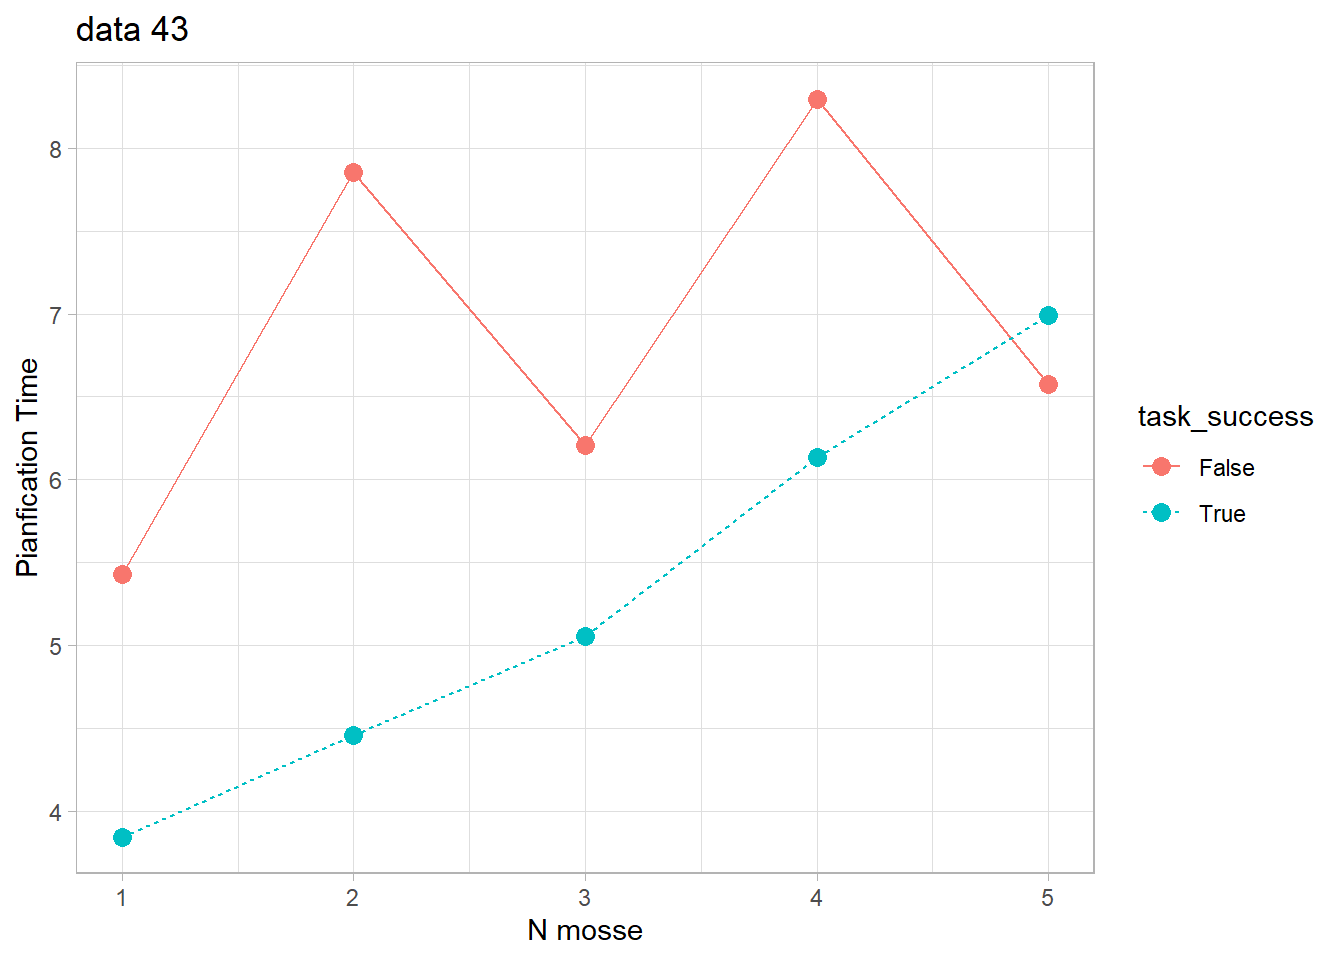 data 43
8
7
6
5
4
Pianfication Time
1 2 3 4 5
N mosse
task_success
False
True